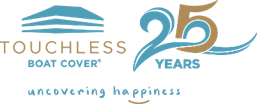 TOUCHLESS
BOAT COVER®
25
YEARS
uncovering happiness